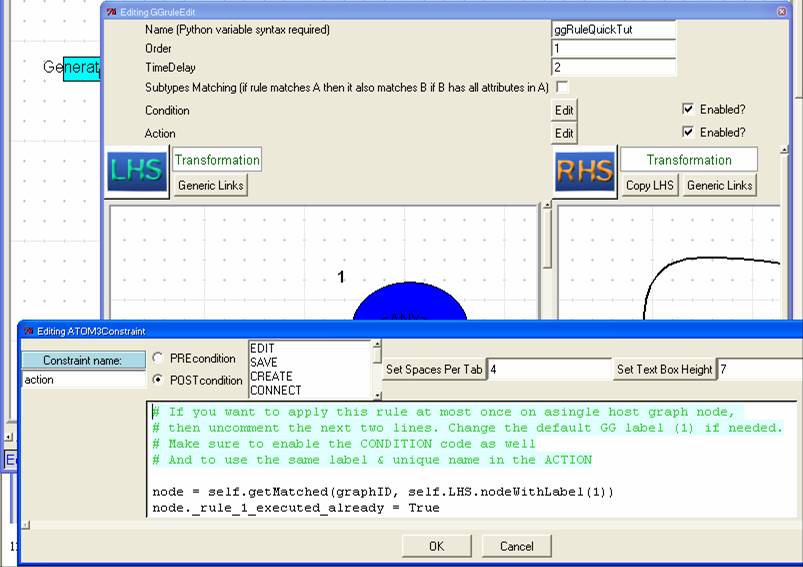 Editing GGruleEdit
Name (Python variable syntax required)
ggRuleQuickTut
Order
1
TimeDelay
2
Generat
Subtypes Matching (if rule matches A then it also matches B if B has all attributes in A)
Condition
Edit
Enabled?
Action
Edit
Enabled?
LHS
Transformation
Generic Links
RHS
Transformation
Copy LHS
Generic Links
1
Editing ATOM3Constraint
Constraint name:
action
PREcondition
POSTcondition
EDIT
SAVE
CREATE
CONNECT
Set Spaces Per Tab
4
Set Text Box Height
7
# If you want to apply this rule at most once on asingle host graph node,
# then uncomment the next two lines. Change the default GG label (1) if needed.
# Make sure to enable the CONDITION code as well
# And to use the same label & unique name in the ACTION
node = self.getMatched(graphID, self.LHS.nodeWithLabel(1))
node._rule_1_executed_already = True
OK
Cancel